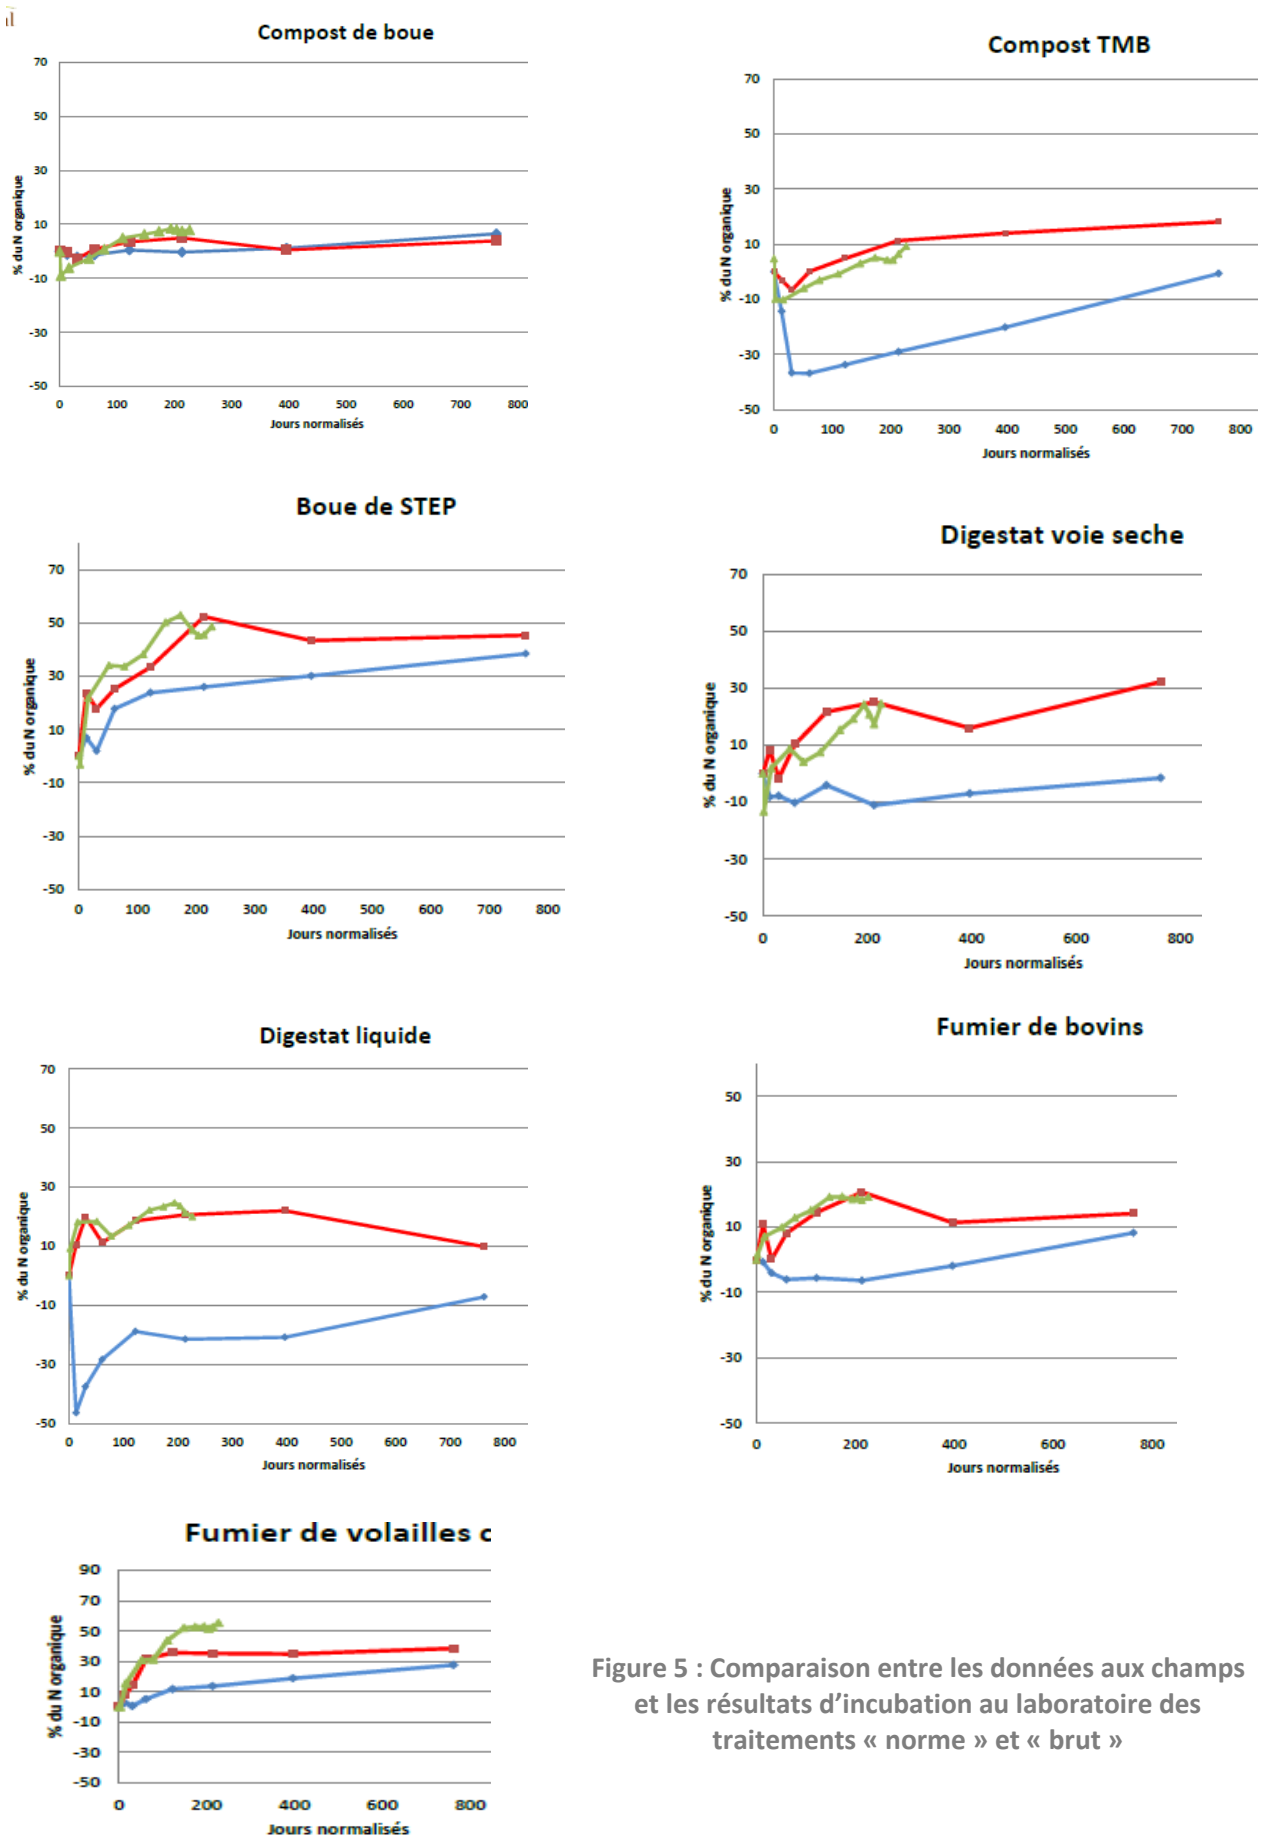 Compost de boue
70
50
30
10
-10
-30
-50
% du N organique
0 100 200 300 400 500 600 700 800
Jours normalisés
Compost TMB
70
50
30
10
-10
-30
-50
% du N organique
0 100 200 300 400 500 600 700 800
Jours normalisés
Boue de STEP
70
50
30
10
-10
-30
-50
% du N organique
0 100 200 300 400 500 600 700 800
Jours normalisés
Digestat voie seche
70
50
30
10
-10
-30
-50
% du N organique
0 200 400 600 800
Jours normalisés
Digestat liquide
70
50
30
10
-10
-30
-50
% du N organique
0 100 200 300 400 500 600 700 800
Jours normalisés
Fumier de bovins
50
30
10
-10
-30
-50
% du N organique
0 200 400 600 800
Jours normalisés
Fumier de volailles c
90
70
50
30
10
-10
-30
-50
% du N organique
0 200 400 600 800
Jours normalisés
Figure 5 : Comparaison entre les données aux champs
et les résultats d’incubation au laboratoire des
traitements « norme » et « brut »